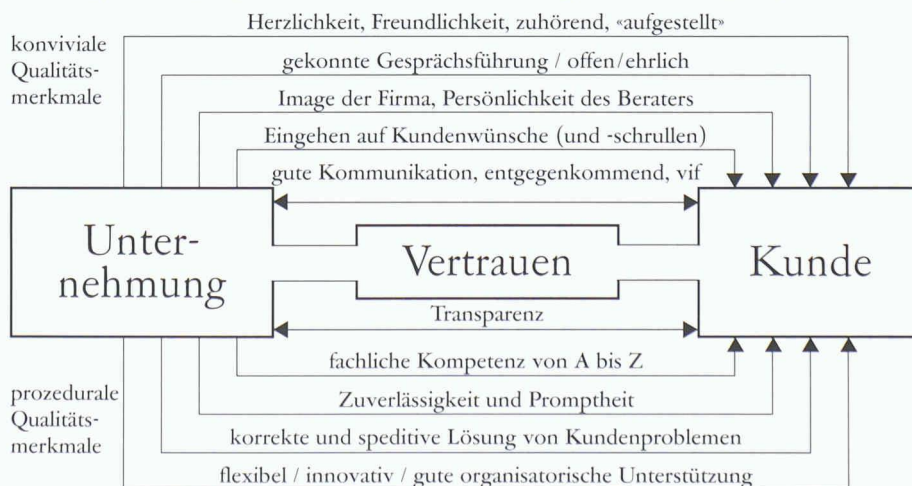 Herzlichkeit, Freundlichkeit, zuhörend, «aufgestellt»
konviviale
Qualitäts-
merkmale
gekonnte Gesprächsführung / offen/ehrlich
Image der Firma, Persönlichkeit des Beraters
Eingehen auf Kundenwünsche (und -schrullen)
gute Kommunikation, entgegenkommend, vif
Unter-
nehmung
Vertrauen
Kunde
Transparenz
fachliche Kompetenz von A bis Z
prozedurale
Qualitäts-
merkmale
Zuverlässigkeit und Promptheit
korrekte und speditive Lösung von Kundenproblemen
flexibel / innovativ / gute organisatorische Unterstützung